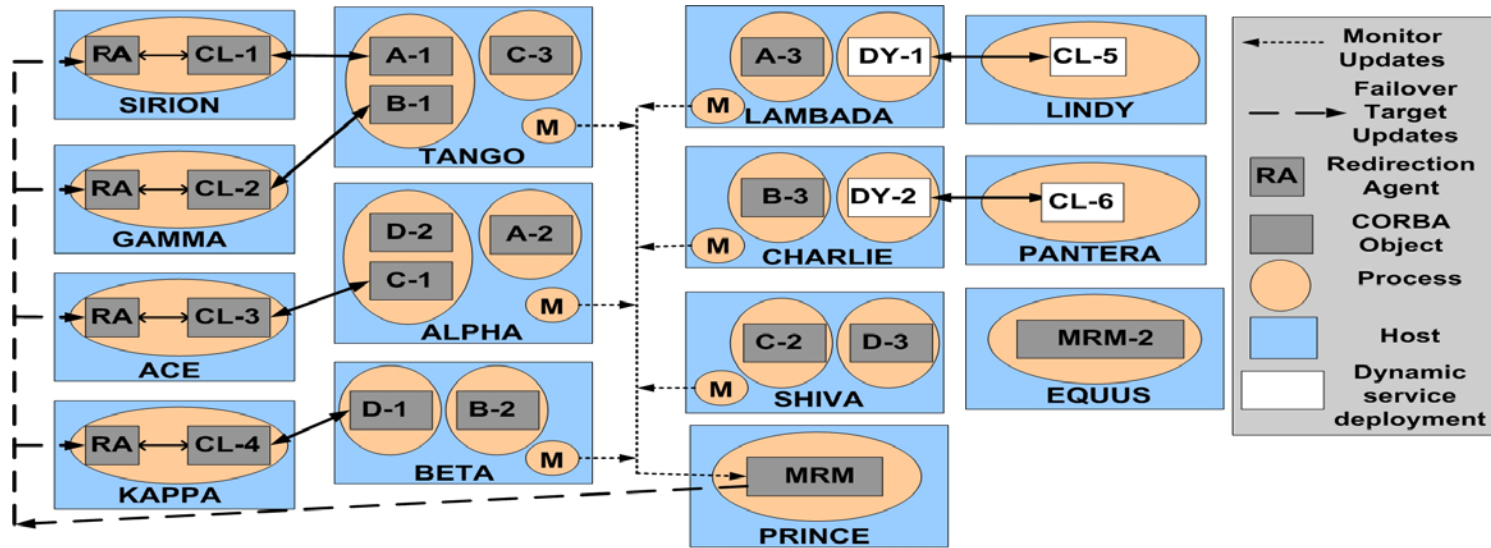 RA
CL-1
SIRION
RA
CL-2
GAMMA
RA
CL-3
ACE
RA
CL-4
KAPPA
A-1
B-1
C-3
M
TANGO
D-2
C-1
A-2
M
ALPHA
D-1
B-2
M
BETA
A-3
DY-1
M
LAMBADA
B-3
DY-2
M
CHARLIE
C-2
D-3
M
SHIVA
MRM
PRINCE
CL-5
LINDY
CL-6
PANTERA
MRM-2
EQUUS
Monitor
Updates
Failover
Target
Updates
RA
Redirection
Agent
CORBA
Object
Process
Host
Dynamic
service
deployment